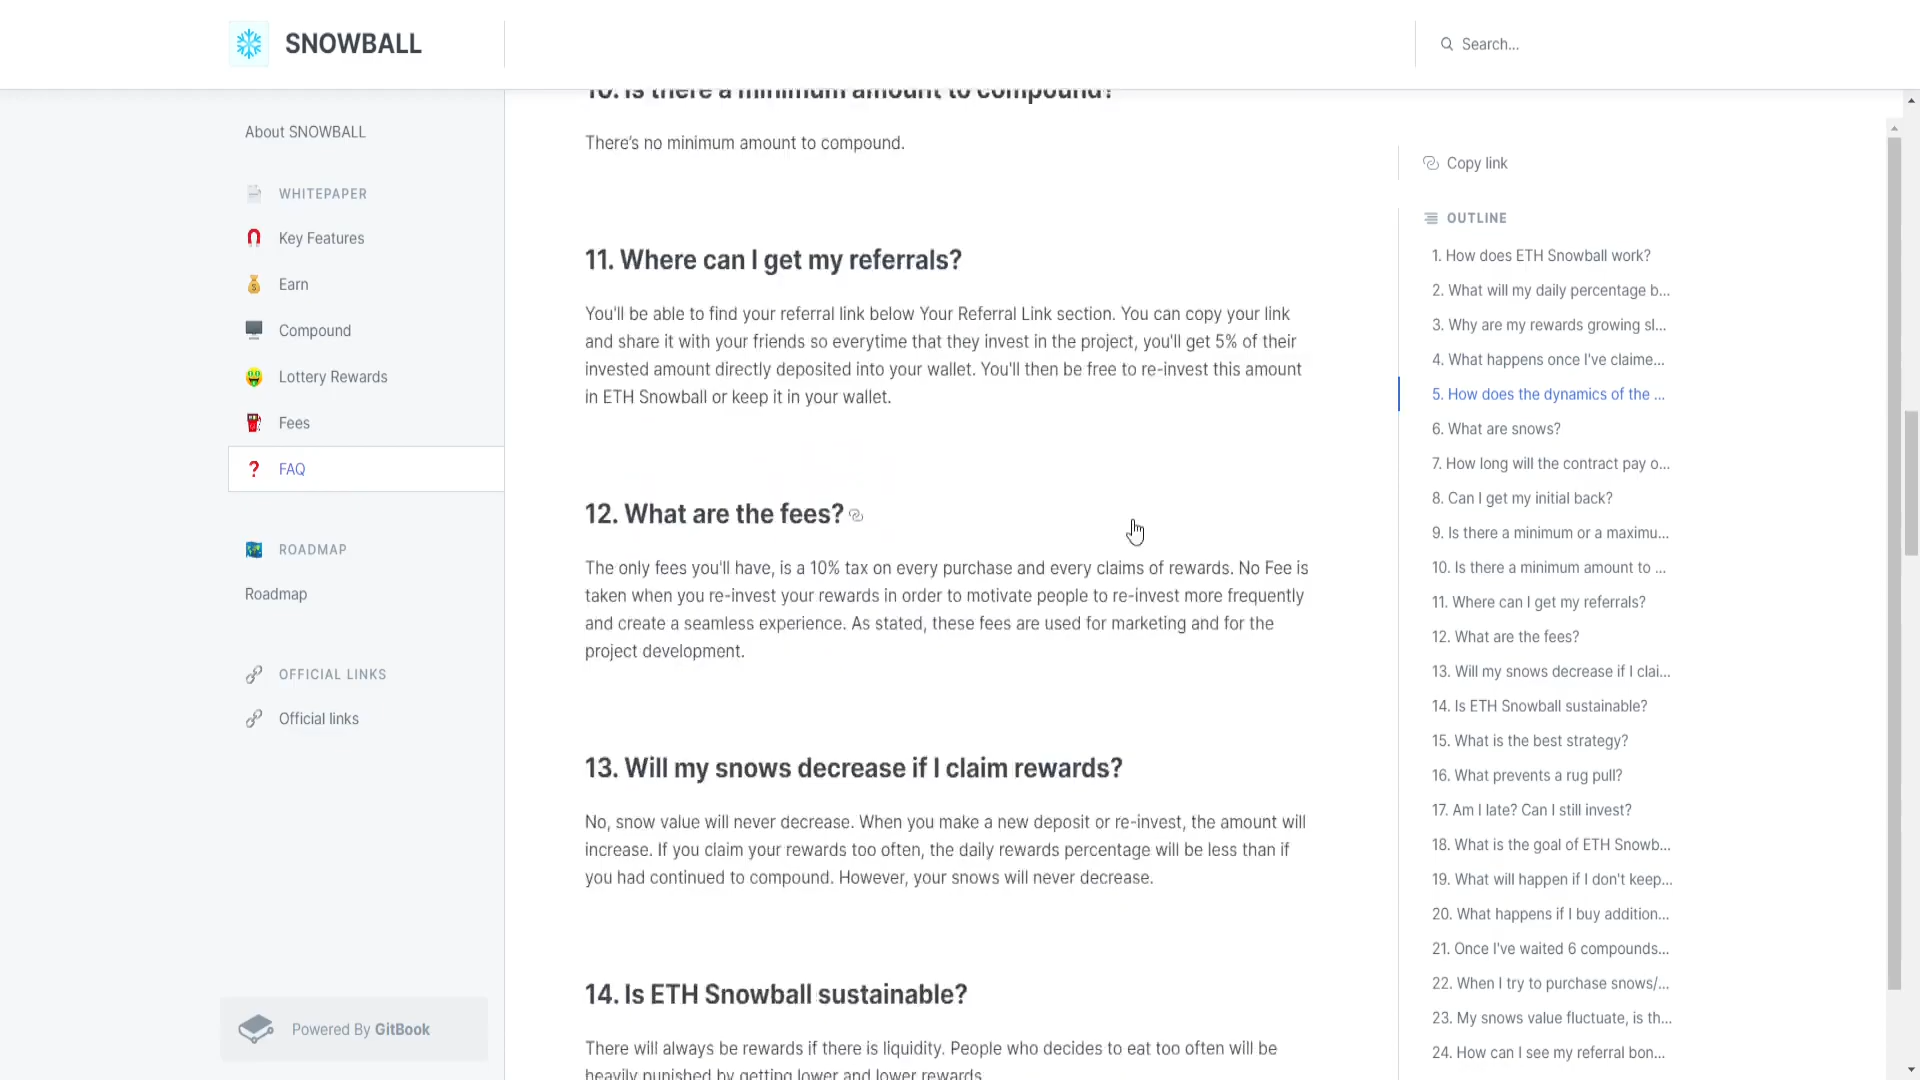 SNOWBALL
Search...
About SNOWBALL
WHITEPAPER
Key Features
Earn
Compound
Lottery Rewards
Fees
FAQ
ROADMAP
Roadmap
OFFICIAL LINKS
Official links
Powered By GitBook
10. Is there a minimum amount to compound?
There's no minimum amount to compound.
11. Where can I get my referrals?
You'll be able to find your referral link below Your Referral Link section. You can copy your link
and share it with your friends so everytime that they invest in the project, you'll get 5% of their
invested amount directly deposited into your wallet. You'll then be free to re-invest this amount
in ETH Snowball or keep it in your wallet.
12. What are the fees?
The only fees you'll have, is a 10% tax on every purchase and every claims of rewards. No Fee is
taken when you re-invest your rewards in order to motivate people to re-invest more frequently
and create a seamless experience. As stated, these fees are used for marketing and for the
project development.
13. Will my snows decrease if I claim rewards?
No, snow value will never decrease. When you make a new deposit or re-invest, the amount will
increase. If you claim your rewards too often, the daily rewards percentage will be less than if
you had continued to compound. However, your snows will never decrease.
14. Is ETH Snowball sustainable?
There will always be rewards if there is liquidity. People who decides to eat too often will be
heavily punished by getting lower and lower rewards.
Copy link
OUTLINE
1. How does ETH Snowball work?
2. What will my daily percentage b...
3. Why are my rewards growing sl...
4. What happens once I've claime...
5. How does the dynamics of the ...
6. What are snows?
7. How long will the contract pay o...
8. Can I get my initial back?
9. Is there a minimum or a maximu...
10. Is there a minimum amount to ...
11. Where can I get my referrals?
12. What are the fees?
13. Will my snows decrease if I clai...
14. Is ETH Snowball sustainable?
15. What is the best strategy?
16. What prevents a rug pull?
17. Am I late? Can I still invest?
18. What is the goal of ETH Snowb...
19. What will happen if I don't keep...
20. What happens if I buy addition...
21. Once I've waited 6 compounds...
22. When I try to purchase snows/...
23. My snows value fluctuate, is th...
24. How can I see my referral bon...